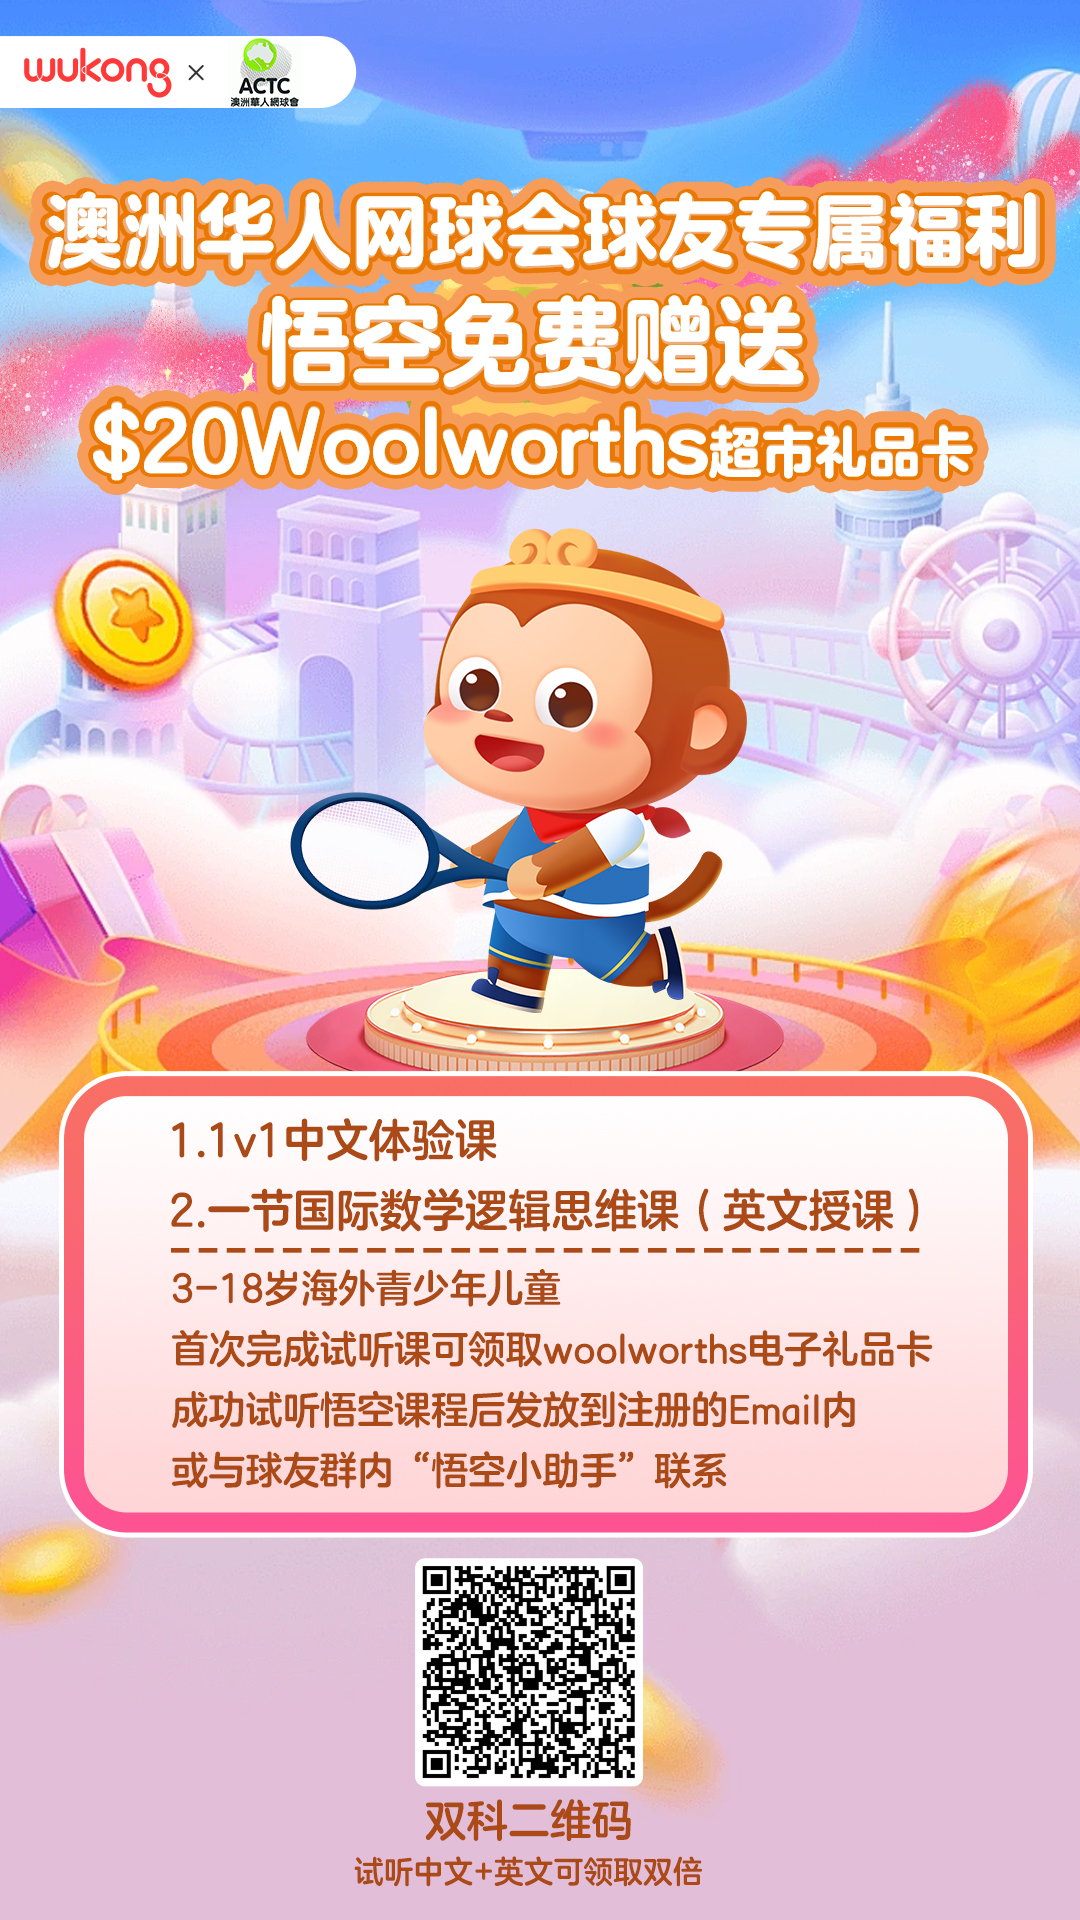 wukong × ACTC
澳洲華人網球會
澳洲华人网球会球友专属福利
悟空免费赠送
$20Woolworths超市礼品卡
1.1v1中文体验课
2.一节国际数学逻辑思维课（英文授课）
3-18岁海外青少年儿童
首次完成试听课可领取woolworths电子礼品卡
成功试听悟空课程后发放到注册的Email内
或与球友群内“悟空小助手”联系
双科二维码
试听中文+英文可领取双倍